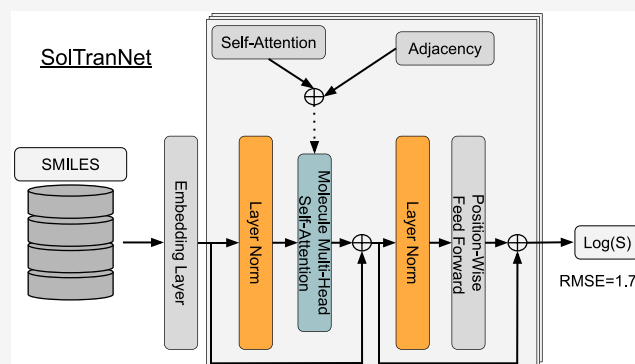 SolTranNet
Self-Attention
Adjacency
SMILES
Embedding Layer
Layer Norm
Molecule Multi-Head
Self-Attention
Layer Norm
Position-Wise
Feed Forward
Log(S)
RMSE=1.7